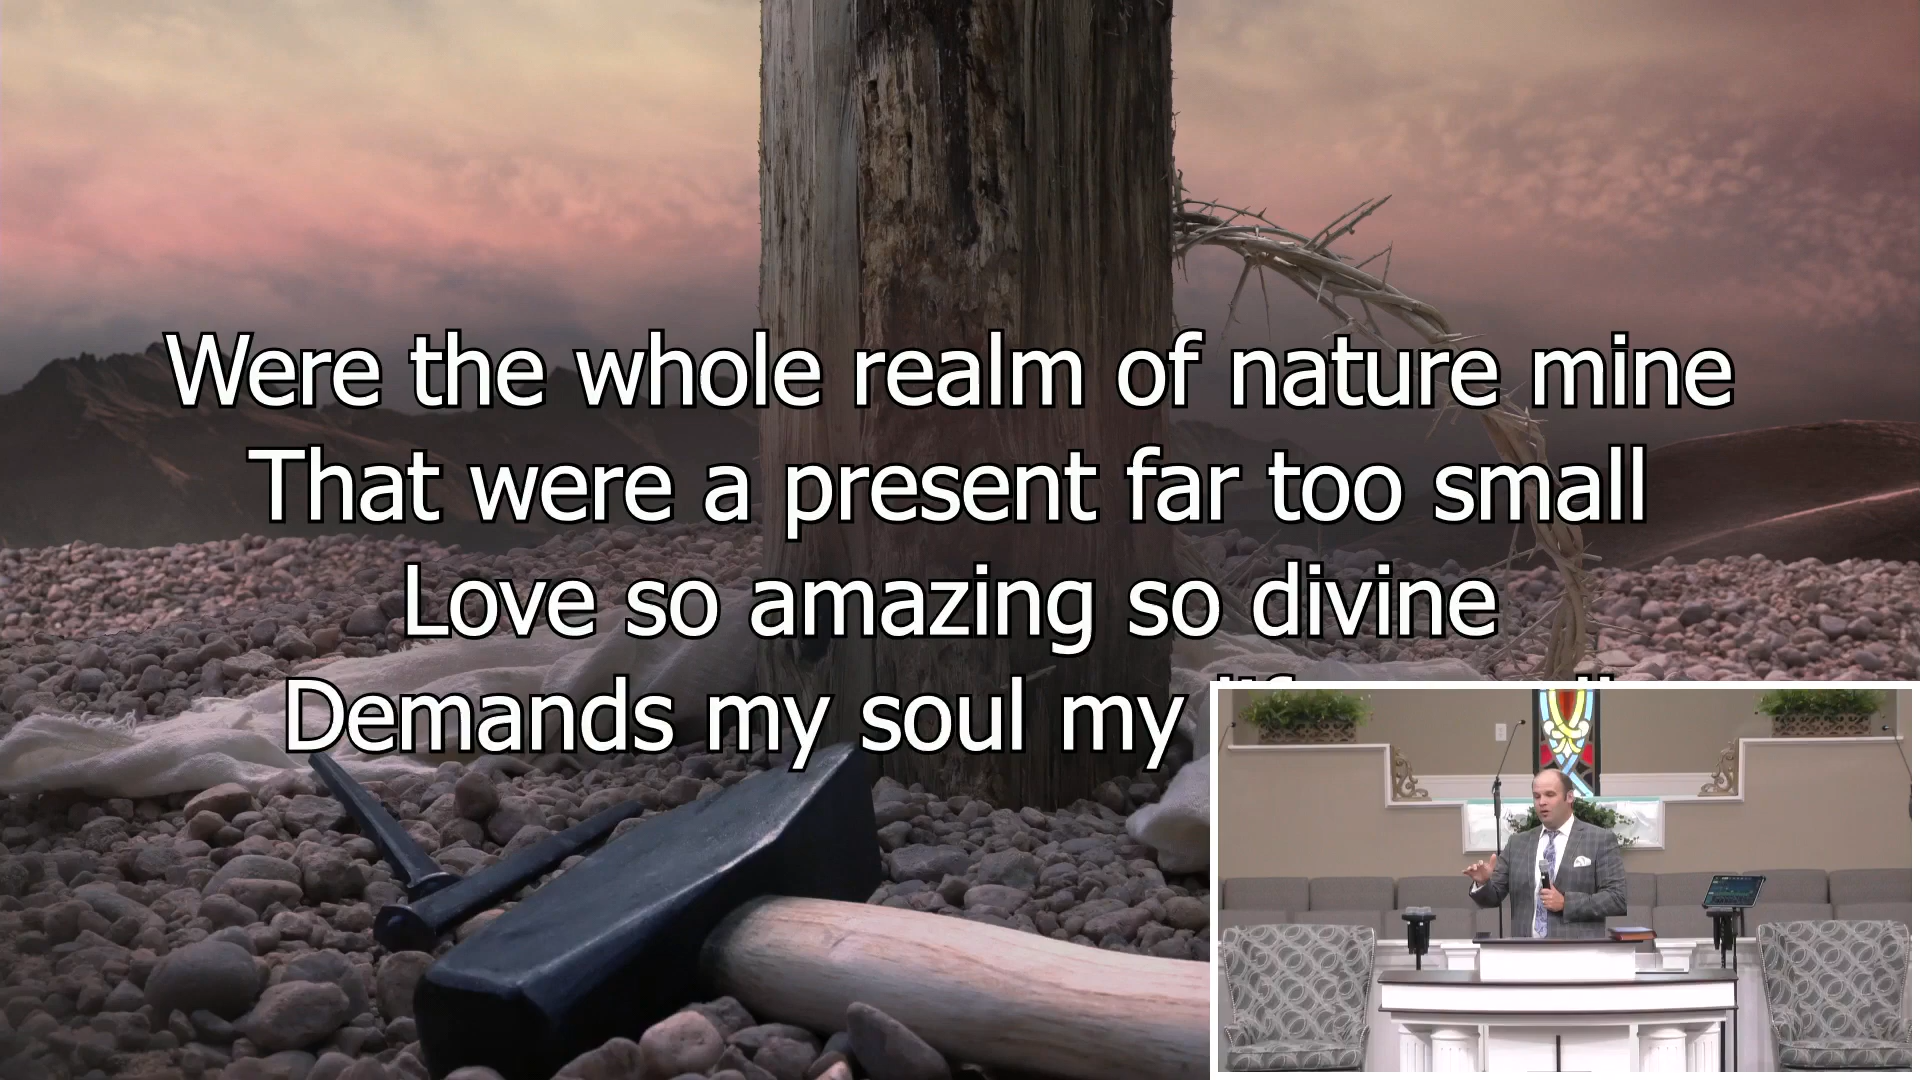 Were the whole realm of nature mine
That were a present far too small
Love so amazing so divine
Demands my soul my